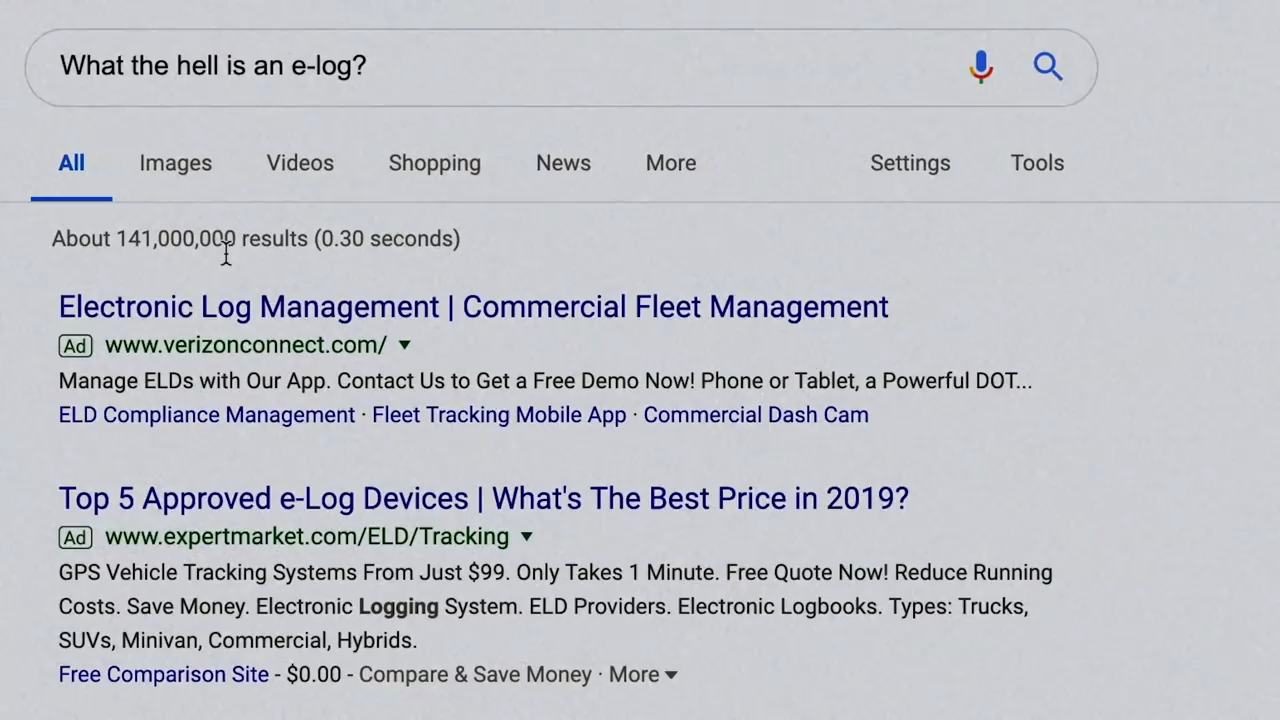 What the hell is an e-log?
All Images Videos Shopping News More Settings Tools
About 141,000,000 results (0.30 seconds)
Electronic Log Management | Commercial Fleet Management
Ad www.verizonconnect.com/
Manage ELDs with Our App. Contact Us to Get a Free Demo Now! Phone or Tablet, a Powerful DOT...
ELD Compliance Management · Fleet Tracking Mobile App · Commercial Dash Cam
Top 5 Approved e-Log Devices | What's The Best Price in 2019?
Ad www.expertmarket.com/ELD/Tracking
GPS Vehicle Tracking Systems From Just $99. Only Takes 1 Minute. Free Quote Now! Reduce Running
Costs. Save Money. Electronic Logging System. ELD Providers. Electronic Logbooks. Types: Trucks,
SUVs, Minivan, Commercial, Hybrids.
Free Comparison Site - $0.00 - Compare & Save Money · More